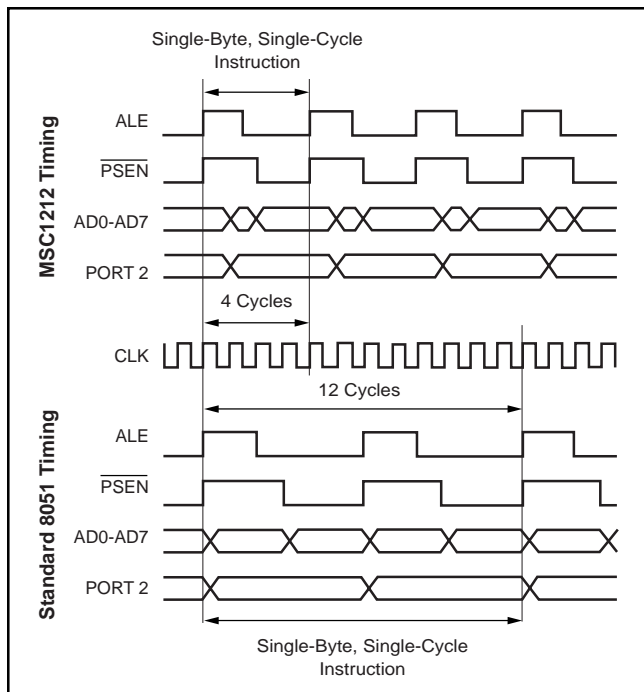 Single-Byte, Single-Cycle
Instruction
MSC1212 Timing
ALE
PSEN
AD0-AD7
PORT 2
4 Cycles
CLK
12 Cycles
Standard 8051 Timing
ALE
PSEN
AD0-AD7
PORT 2
Single-Byte, Single-Cycle
Instruction